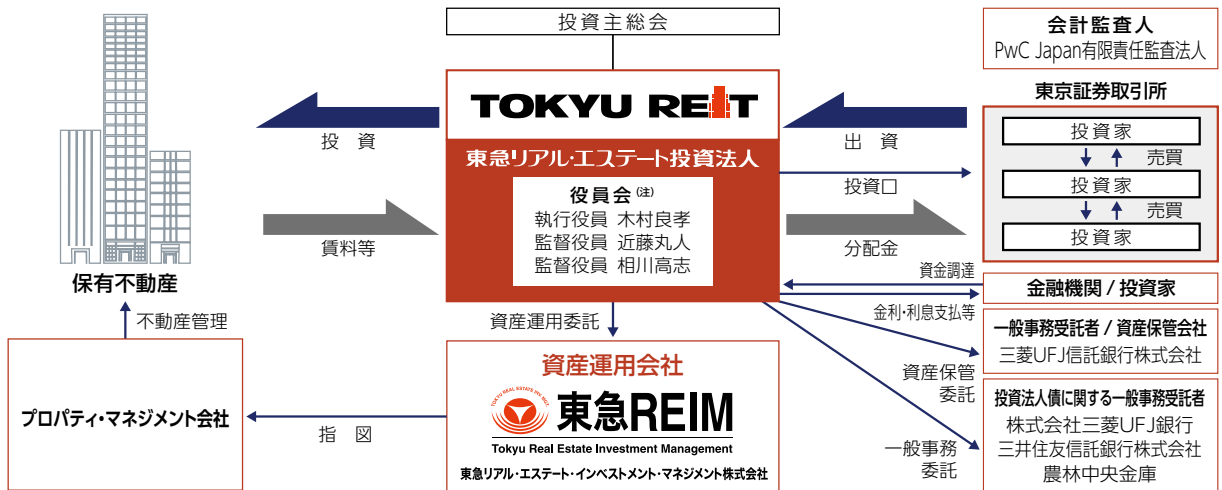 投資主総会
会計監査人
PwC Japan有限責任監査法人
TOKYU REIT
東急リアル・エステート投資法人
役員会(注)
執行役員 木村良孝
監督役員 近藤丸人
監督役員 相川高志
投 資
賃料等
保有不動産
不動産管理
プロパティ・マネジメント会社
指 図
資産運用委託
資産運用会社
TOKYU REAL ESTATE INV MGT.
東急REIM
Tokyu Real Estate Investment Management
東急リアル・エステート・インベストメント・マネジメント株式会社
出 資
投資口
分配金
東京証券取引所
投資家
売買
投資家
売買
投資家
資金調達
金利・利息支払等
金融機関 / 投資家
資産保管
委託
一般事務受託者 / 資産保管会社
三菱UFJ信託銀行株式会社
一般事務
委託
投資法人債に関する一般事務受託者
株式会社三菱UFJ銀行
三井住友信託銀行株式会社
農林中央金庫